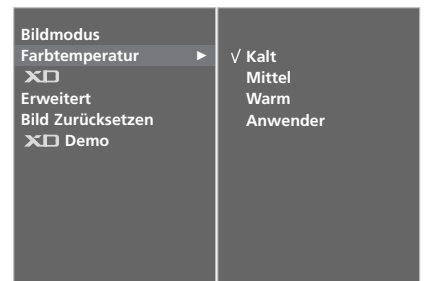 Bildmodus
Farbtemperatur ►
XD
Erweitert
Bild Zurücksetzen
XD Demo
√ Kalt
Mittel
Warm
Anwender